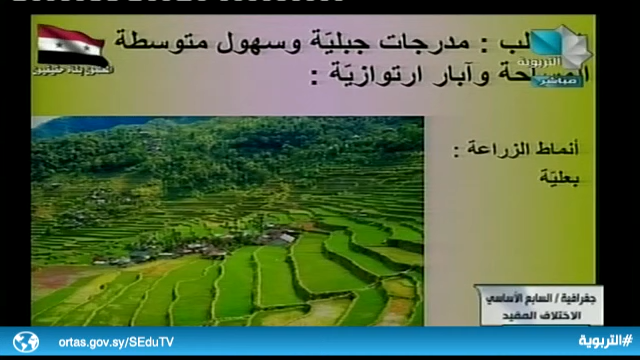 لب : مدرجات جبليّة وسهول متوسطة
المساحة وآبار ارتوازيّة :
أنماط الزراعة :
بعليّة
التربوية
مباشر
جغرافية / السابع الأساسي
الاختلاف المفيد
ortas.gov.sy/SEduTV
#التربوية